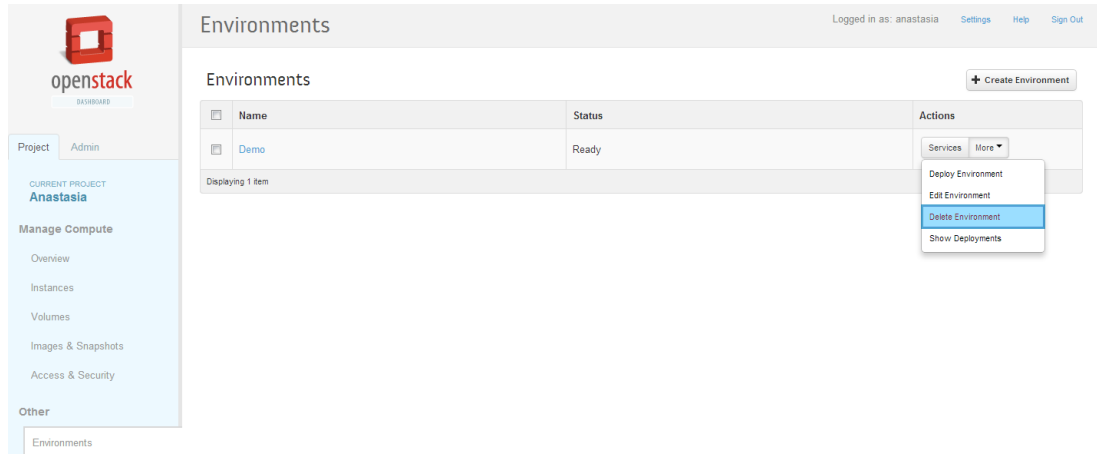 openstack
DASHBOARD
Project Admin
CURRENT PROJECT
Anastasia
Manage Compute
Overview
Instances
Volumes
Images & Snapshots
Access & Security
Other
Environments
Environments
Logged in as: anastasia Settings Help Sign Out
Environments
+ Create Environment
Name Status Actions
Demo Ready Services More
Displaying 1 item
Deploy Environment
Edit Environment
Delete Environment
Show Deployments